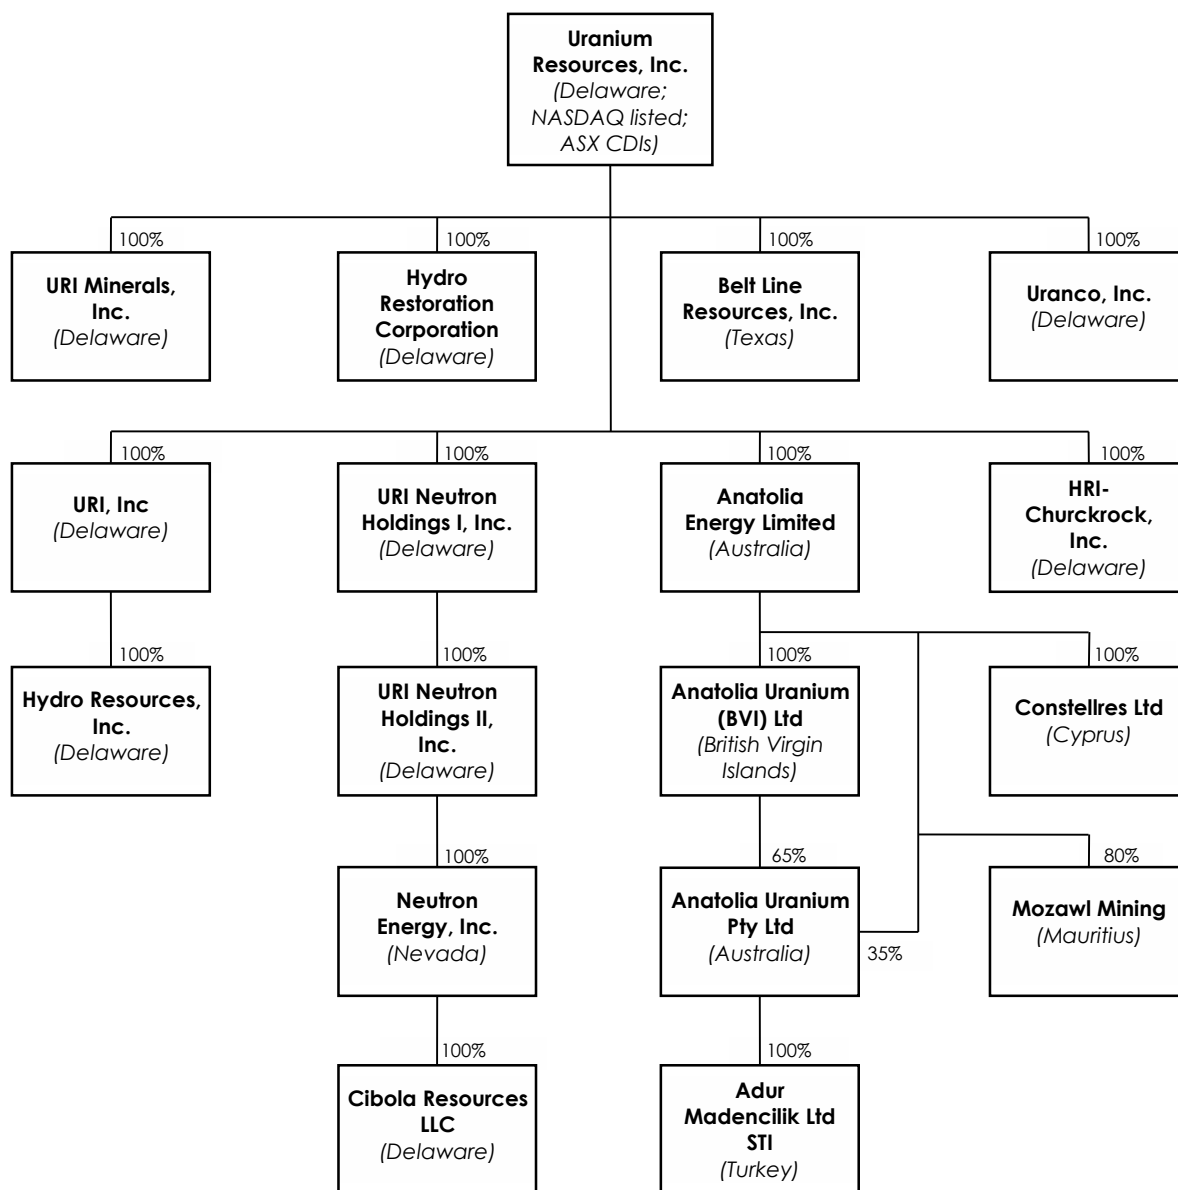 Uranium
Resources, Inc.
(Delaware;
NASDAQ listed;
ASX CDIs)
100%
100%
100%
100%
URI Minerals,
Inc.
(Delaware)
Hydro
Restoration
Corporation
(Delaware)
Belt Line
Resources, Inc.
(Texas)
Uranco, Inc.
(Delaware)
100%
100%
100%
100%
URI, Inc
(Delaware)
URI Neutron
Holdings I, Inc.
(Delaware)
Anatolia
Energy Limited
(Australia)
HRI-
Churckrock,
Inc.
(Delaware)
100%
100%
100%
100%
Hydro Resources,
Inc.
(Delaware)
URI Neutron
Holdings II,
Inc.
(Delaware)
Anatolia Uranium
(BVI) Ltd
(British Virgin
Islands)
Constellres Ltd
(Cyprus)
100%
65%
80%
Neutron
Energy, Inc.
(Nevada)
Anatolia Uranium
Pty Ltd
(Australia)
35%
Mozawl Mining
(Mauritius)
100%
100%
Cibola Resources
LLC
(Delaware)
Adur
Madencilik Ltd
STI
(Turkey)